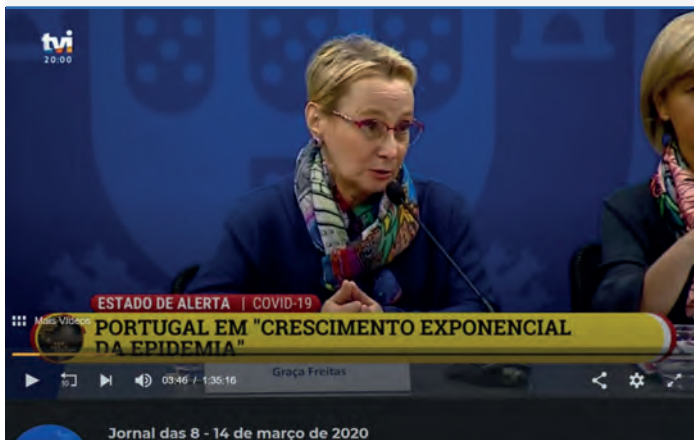 tvi
20:00
ESTADO DE ALERTA | COVID-19
Mais Vídeos
PORTUGAL EM "CRESCIMENTO EXPONENCIAL
DA EPIDEMIA"
Graça Freitas
10
03:46 / 1:35:16
Jornal das 8 - 14 de março de 2020